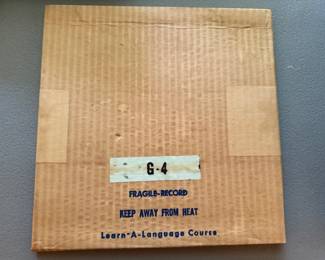 G-4
FRAGILE-RECORD
KEEP AWAY FROM HEAT
Learn-A-Language Course